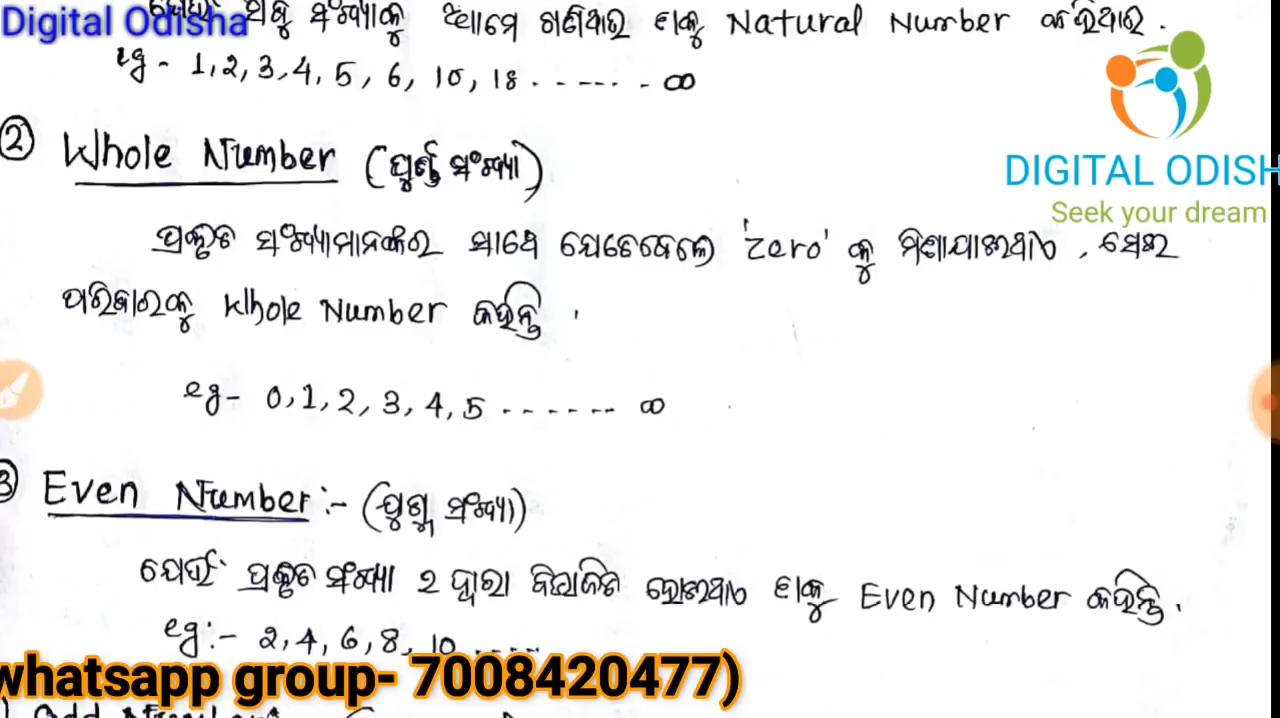 Digital Odisha
ସଂଖ୍ୟାକୁ ଆମେ ଗଣିଥାଉ ତାକୁ Natural Number କହିଥାଉ.
eg - 1, 2, 3, 4, 5, 6, 10, 18 . - - - - - - ∞
DIGITAL ODISH
Seek your dream
② Whole Number (ପୂର୍ଣ୍ଣ ସଂଖ୍ୟା)
ପ୍ରାକୃତ ସଂଖ୍ୟାମାନଙ୍କର ସାଥେ ଯେତେବେଳେ 'Zero' କୁ ମିଶାଯାଇଥାଏ, ସେହି
ପରିବାରକୁ Whole Number କହନ୍ତି ।
eg - 0, 1, 2, 3, 4, 5 - - - - - - - ∞
③ Even Number :- (ଯୁଗ୍ମ ସଂଖ୍ୟା)
ଯେଉଁ ପ୍ରାକୃତ ସଂଖ୍ୟା ୨ ଦ୍ୱାରା ବିଭାଜିତ ହୋଇଥାଏ ତାକୁ Even Number କହନ୍ତି.
eg :- 2, 4, 6, 8, 10 - - - - -
whatsapp group- 7008420477)